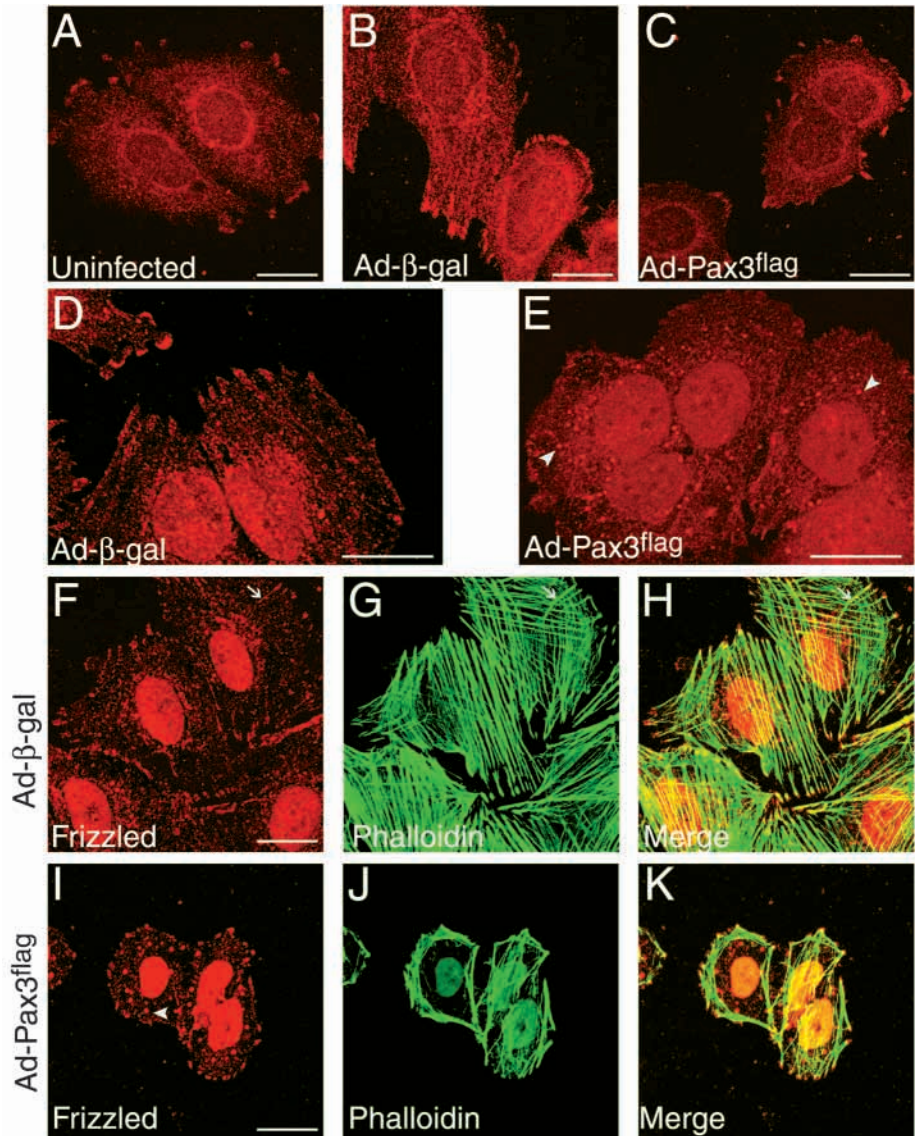 A
Uninfected
B
Ad-β-gal
C
Ad-Pax3flag
D
Ad-β-gal
E
Ad-Pax3flag
Ad-β-gal
F
Frizzled
G
Phalloidin
H
Merge
Ad-Pax3flag
I
Frizzled
J
Phalloidin
K
Merge